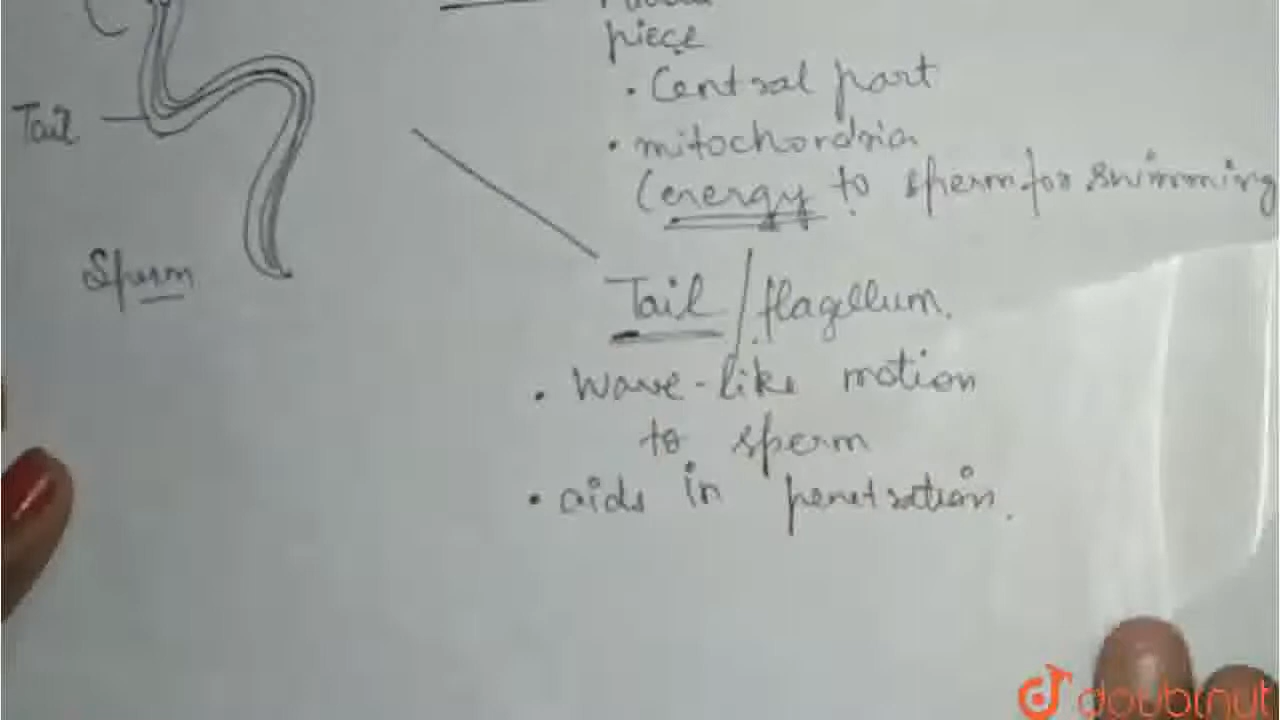 piece
• Central part
Tail
• mitochondria
(energy to sperm for swimming
Sperm
Tail / flagellum.
• wave-like motion
to sperm
• aids in penetration.
doubtnut